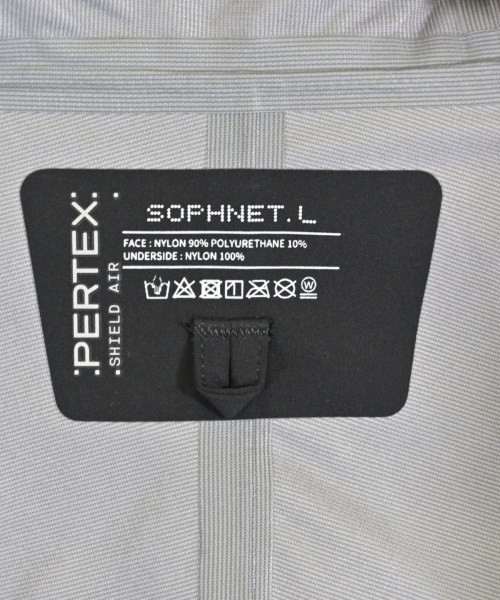 SOPHNET. L
FACE : NYLON 90% POLYURETHANE 10%
UNDERSIDE : NYLON 100%
W
:PERTEX:
SHIELD AIR